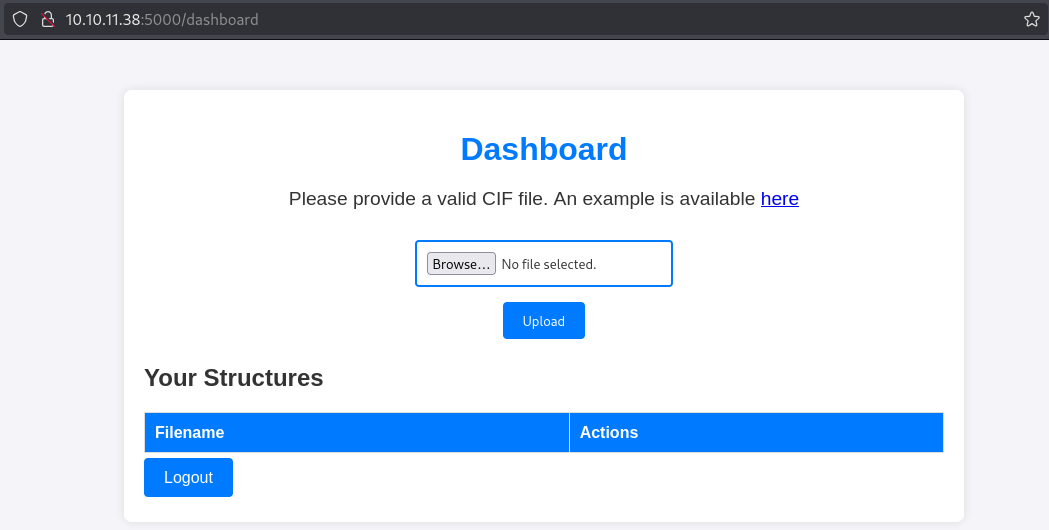 10.10.11.38:5000/dashboard
Dashboard
Please provide a valid CIF file. An example is available here
Browse... No file selected.
Upload
Your Structures
Filename Actions
Logout